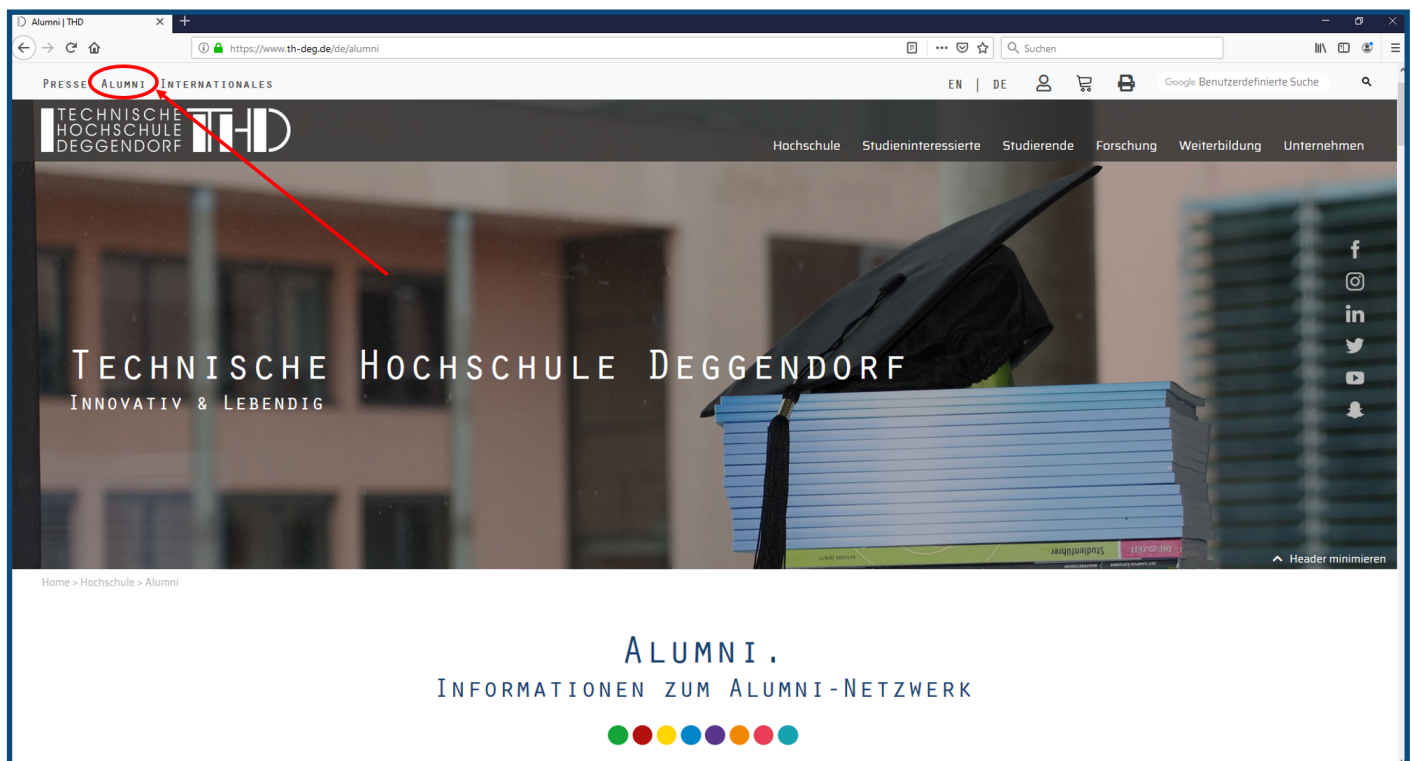 Alumni | THD
https://www.th-deg.de/de/alumni
Suchen
PRESSE ALUMNI INTERNATIONALES
EN | DE
Google Benutzerdefinierte Suche
TECHNISCHE
HOCHSCHULE
DEGGENDORF
THD
Hochschule Studieninteressierte Studierende Forschung Weiterbildung Unternehmen
TECHNISCHE HOCHSCHULE DEGGENDORF
INNOVATIV & LEBENDIG
Studienführer
DIE ZEIT
Header minimieren
Home > Hochschule > Alumni
ALUMNI.
INFORMATIONEN ZUM ALUMNI-NETZWERK